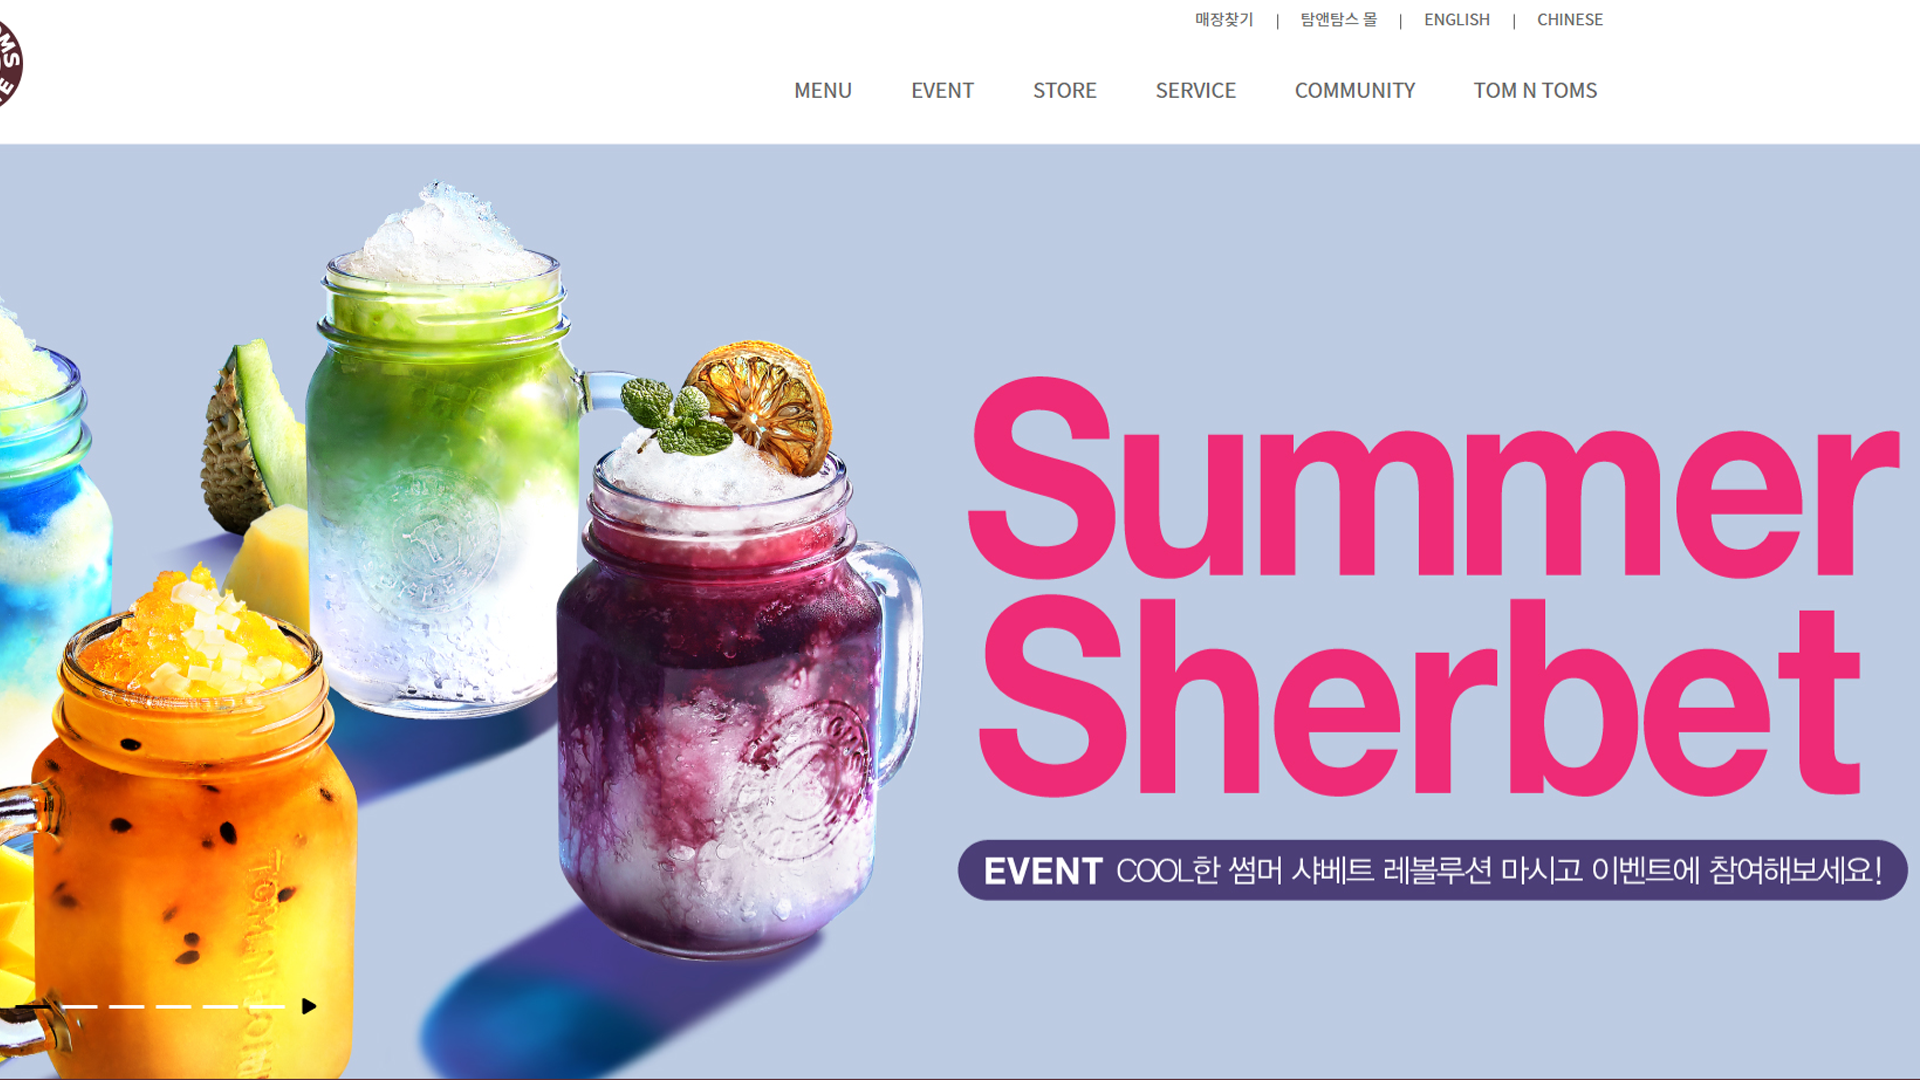 매장찾기 | 탐앤탐스 몰 | ENGLISH | CHINESE
MENU EVENT STORE SERVICE COMMUNITY TOM N TOMS
Summer
Sherbet
EVENT COOL한 썸머 샤베트 레볼루션 마시고 이벤트에 참여해보세요!